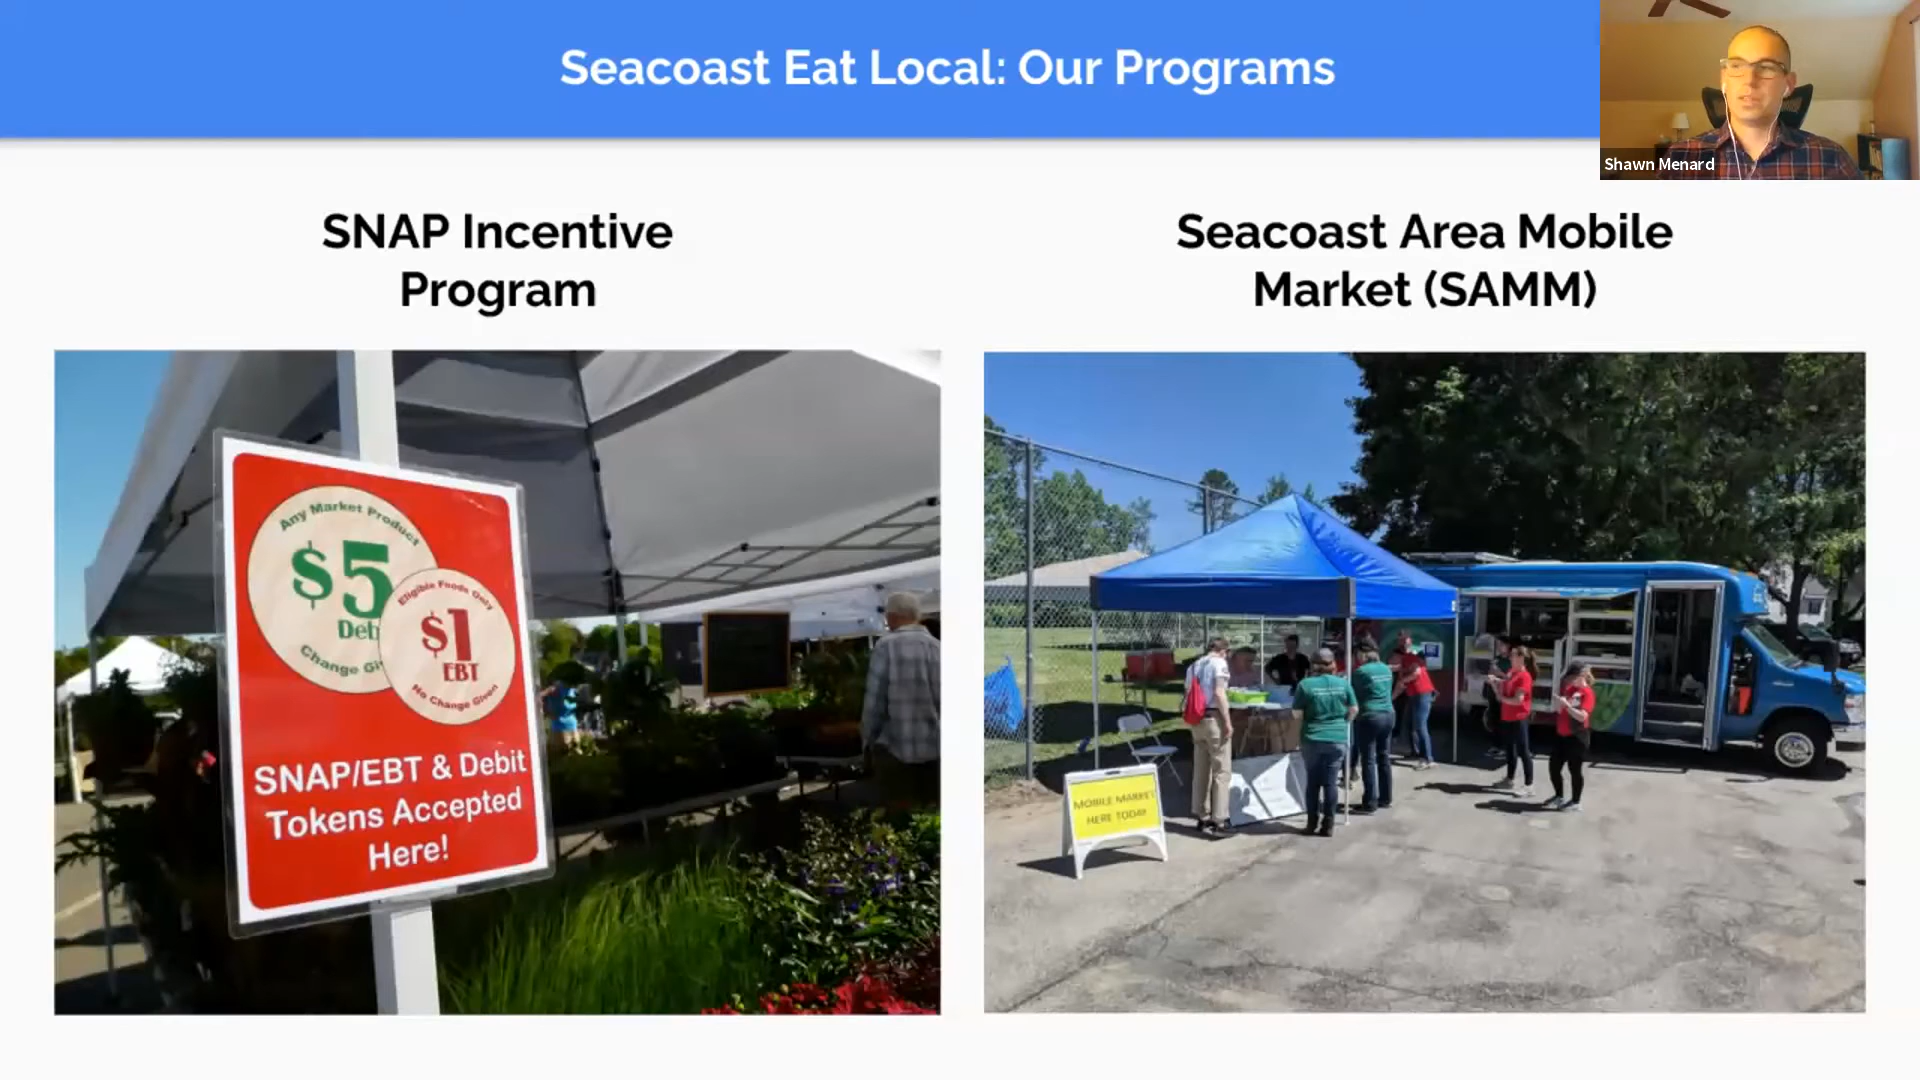 Seacoast Eat Local: Our Programs
Shawn Menard
SNAP Incentive
Program
Seacoast Area Mobile
Market (SAMM)
Any Market Product
$5
Change
Eligible Foods Only
$1
EBT
No Change Given
SNAP/EBT & Debit
Tokens Accepted
Here!
MOBILE MARKET
HERE TODAY